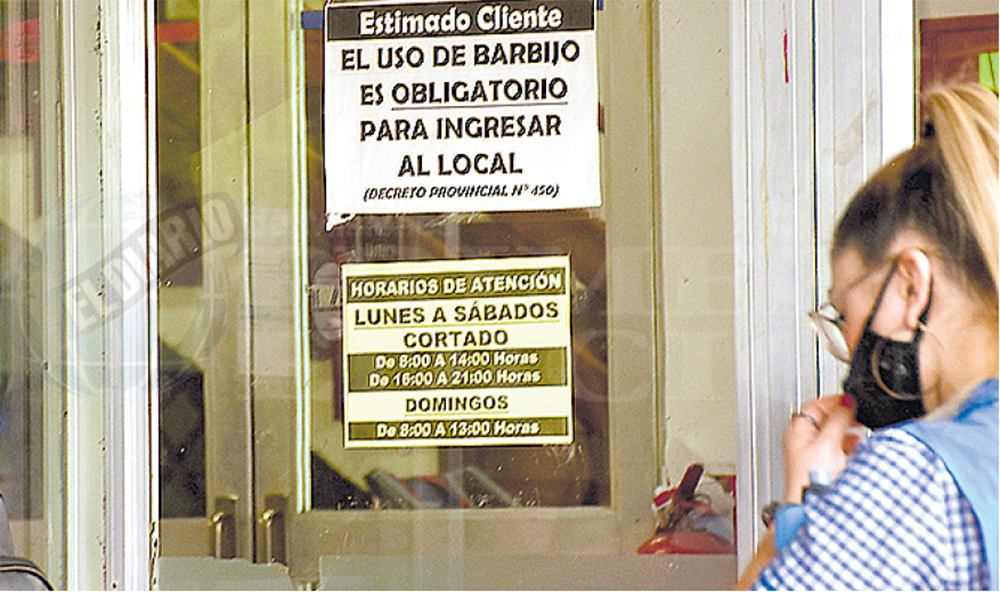 Estimado Cliente
EL USO DE BARBIJO
ES OBLIGATORIO
PARA INGRESAR
AL LOCAL
(DECRETO PROVINCIAL N° 450)
HORARIOS DE ATENCIÓN
LUNES A SÁBADOS
CORTADO
De 8:00 A 14:00 Horas
De 16:00 A 21:00 Horas
DOMINGOS
De 8:00 A 13:00 Horas
EL DIARIO